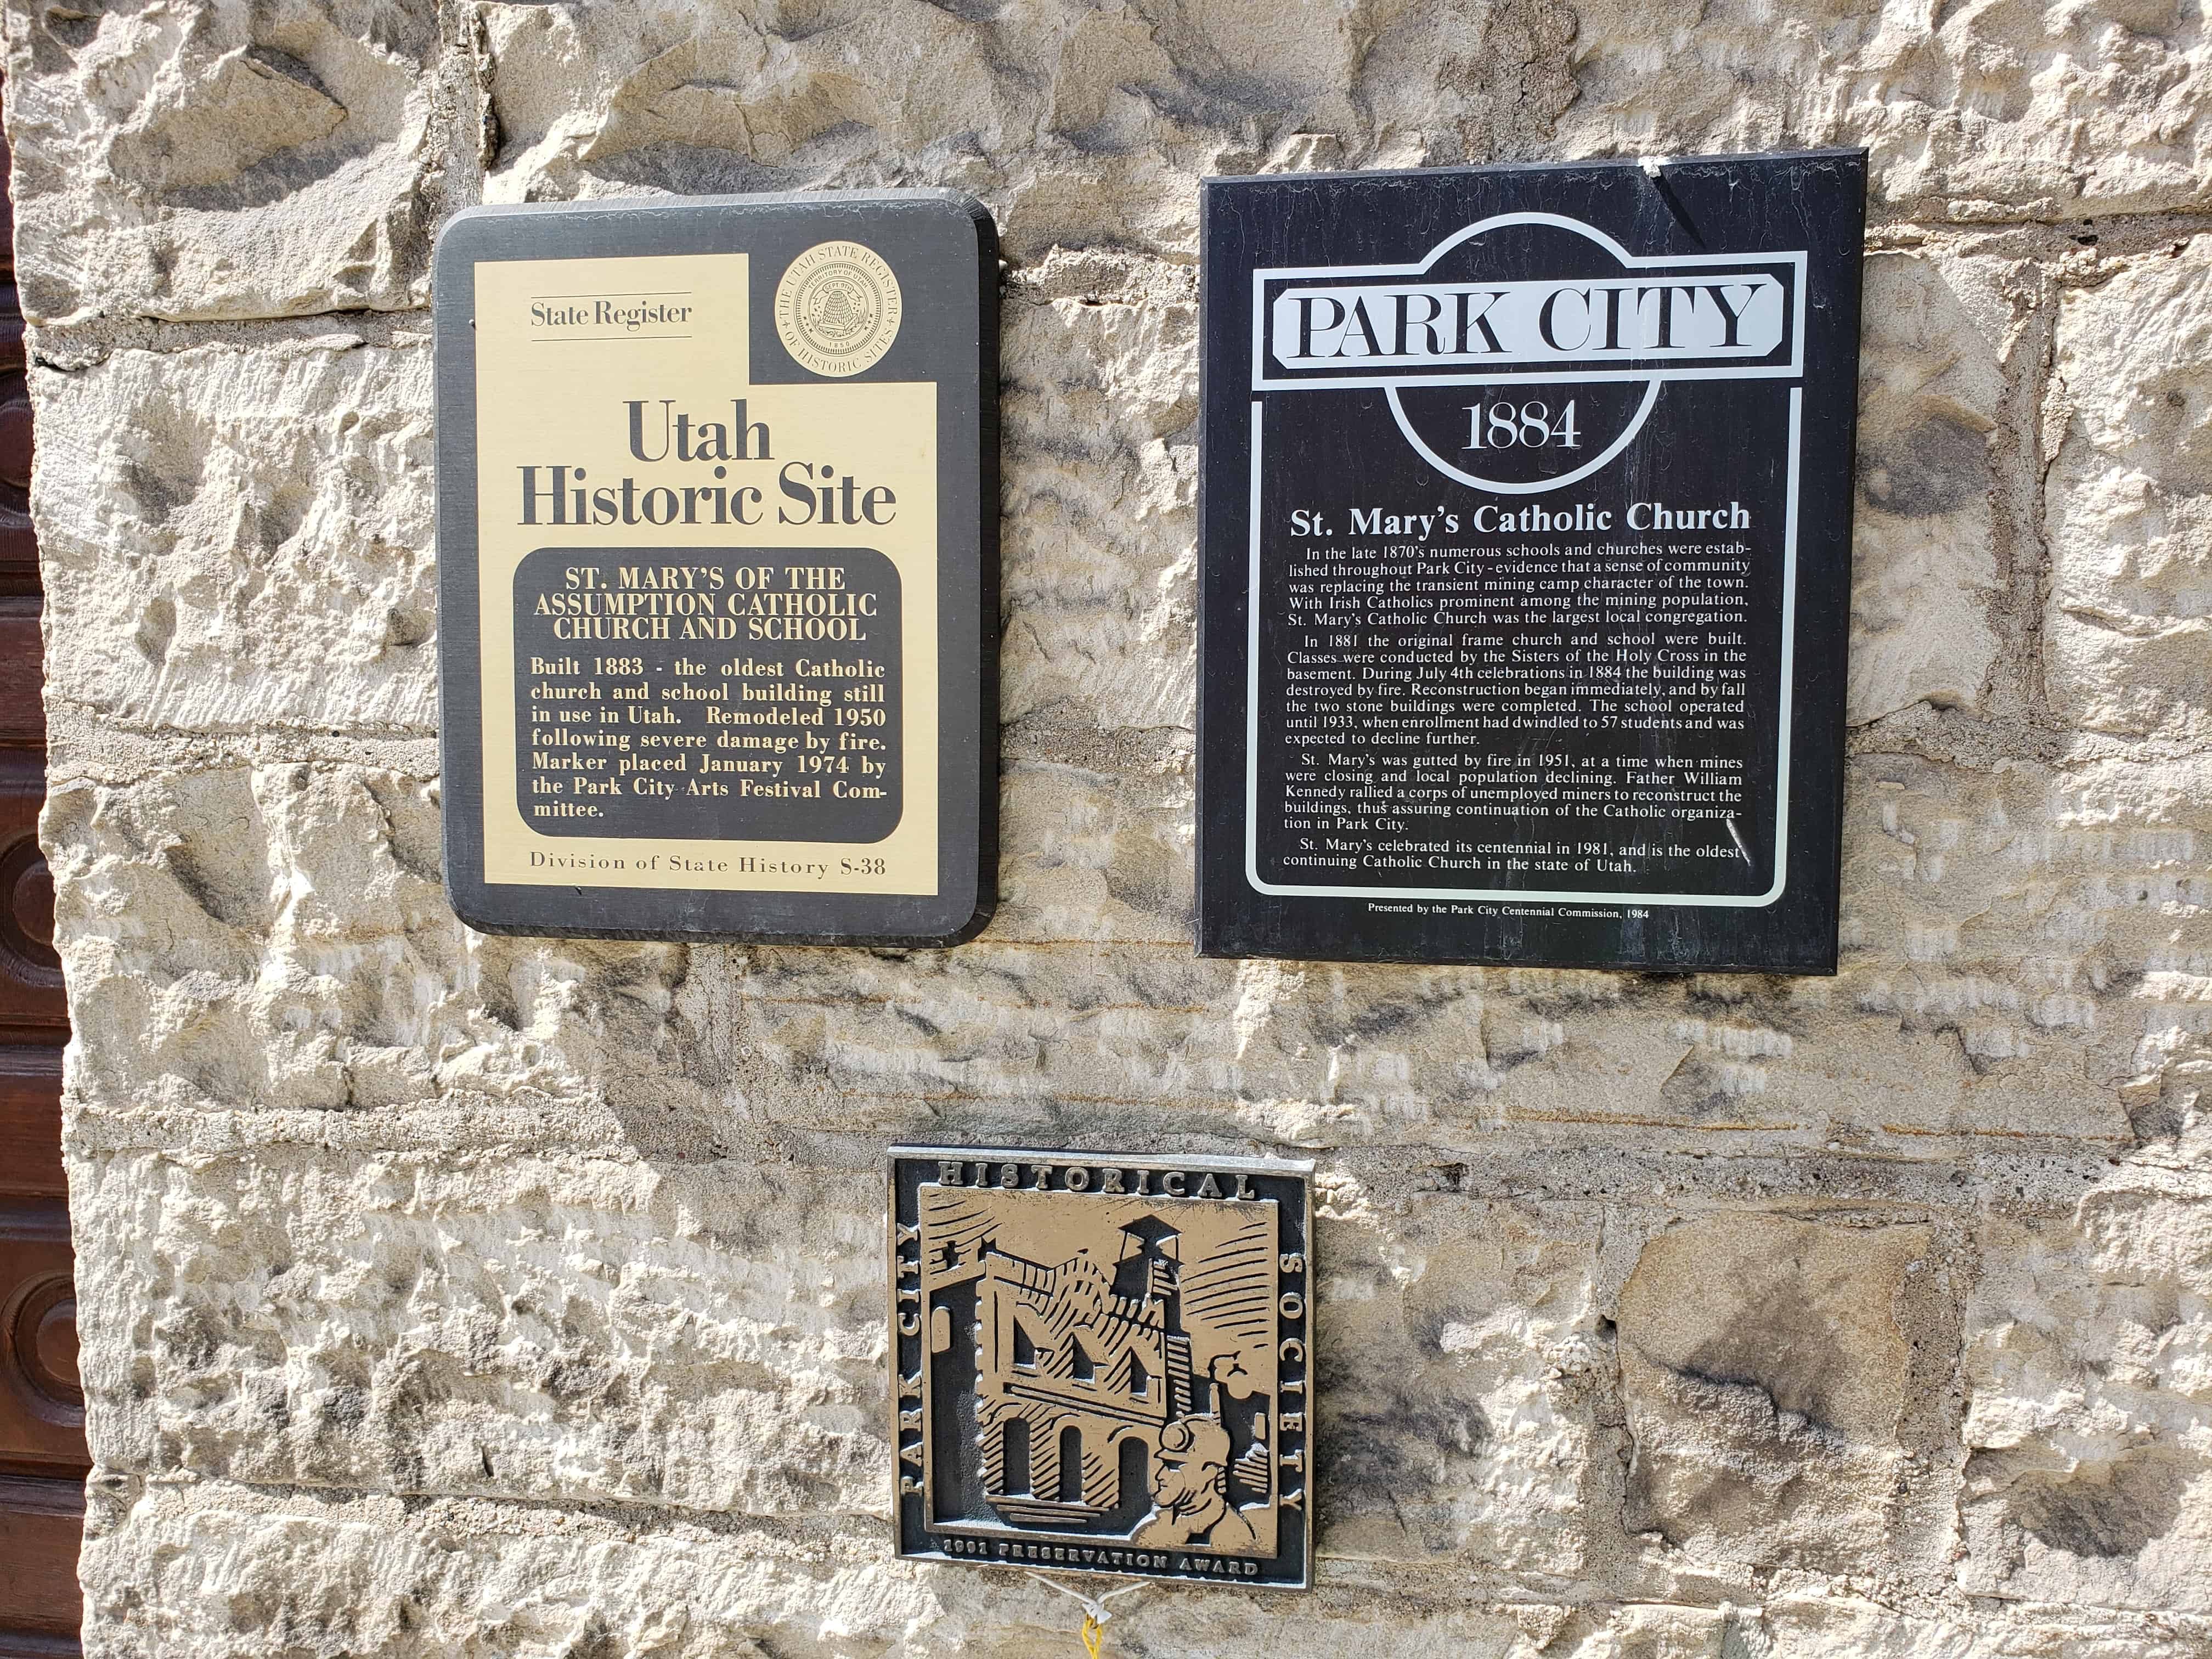 State Register
THE UTAH STATE REGISTER
OF HISTORIC SITES
TERRITORY OF UTAH
SEPT. 9TH
1850
Utah
Historic Site
ST. MARY'S OF THE
ASSUMPTION CATHOLIC
CHURCH AND SCHOOL
Built 1883 - the oldest Catholic
church and school building still
in use in Utah. Remodeled 1950
following severe damage by fire.
Marker placed January 1974 by
the Park City Arts Festival Com-
mittee.
Division of State History S-38
PARK CITY
1884
St. Mary's Catholic Church
In the late 1870's numerous schools and churches were estab-
lished throughout Park City - evidence that a sense of community
was replacing the transient mining camp character of the town.
With Irish Catholics prominent among the mining population,
St. Mary's Catholic Church was the largest local congregation.
In 1881 the original frame church and school were built.
Classes were conducted by the Sisters of the Holy Cross in the
basement. During July 4th celebrations in 1884 the building was
destroyed by fire. Reconstruction began immediately, and by fall
the two stone buildings were completed. The school operated
until 1933, when enrollment had dwindled to 57 students and was
expected to decline further.
St. Mary's was gutted by fire in 1951, at a time when mines
were closing and local population declining. Father William
Kennedy rallied a corps of unemployed miners to reconstruct the
buildings, thus assuring continuation of the Catholic organiza-
tion in Park City.
St. Mary's celebrated its centennial in 1981, and is the oldest
continuing Catholic Church in the state of Utah.
Presented by the Park City Centennial Commission, 1984
PARK CITY
HISTORICAL
SOCIETY
1991 PRESERVATION AWARD